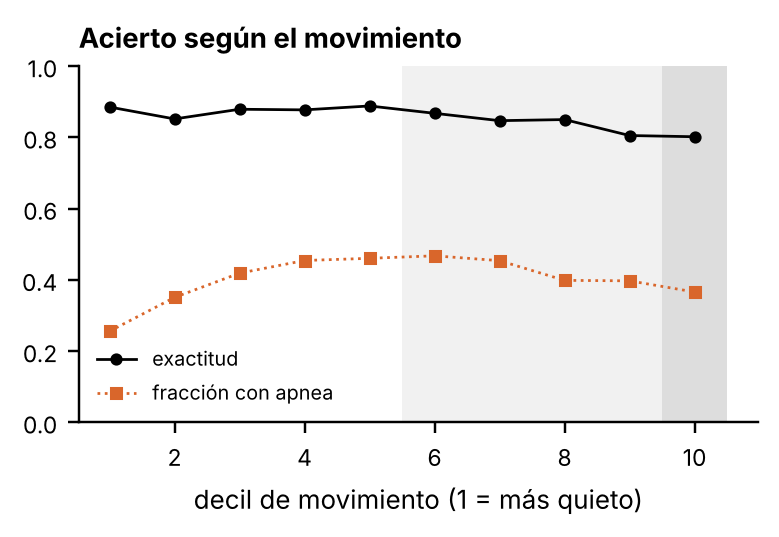 Acierto según el movimiento
1.0
0.8
0.6
0.4
0.2
0.0
exactitud
fracción con apnea
2 4 6 8 10
decil de movimiento (1 = más quieto)